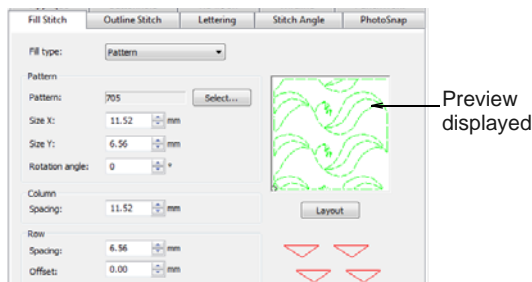 Fill Stitch Outline Stitch Lettering Stitch Angle PhotoSnap
Fill type: Pattern
Pattern
Pattern: 705 Select...
Size X: 11.52 mm
Size Y: 6.56 mm
Rotation angle: 0 °
Column
Spacing: 11.52 mm
Layout
Row
Spacing: 6.56 mm
Offset: 0.00 mm
Preview
displayed